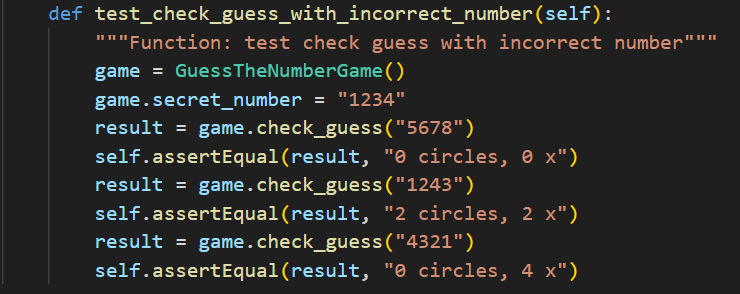 def test_check_guess_with_incorrect_number(self):
"""Function: test check guess with incorrect number"""
game = GuessTheNumberGame()
game.secret_number = "1234"
result = game.check_guess("5678")
self.assertEqual(result, "0 circles, 0 x")
result = game.check_guess("1243")
self.assertEqual(result, "2 circles, 2 x")
result = game.check_guess("4321")
self.assertEqual(result, "0 circles, 4 x")